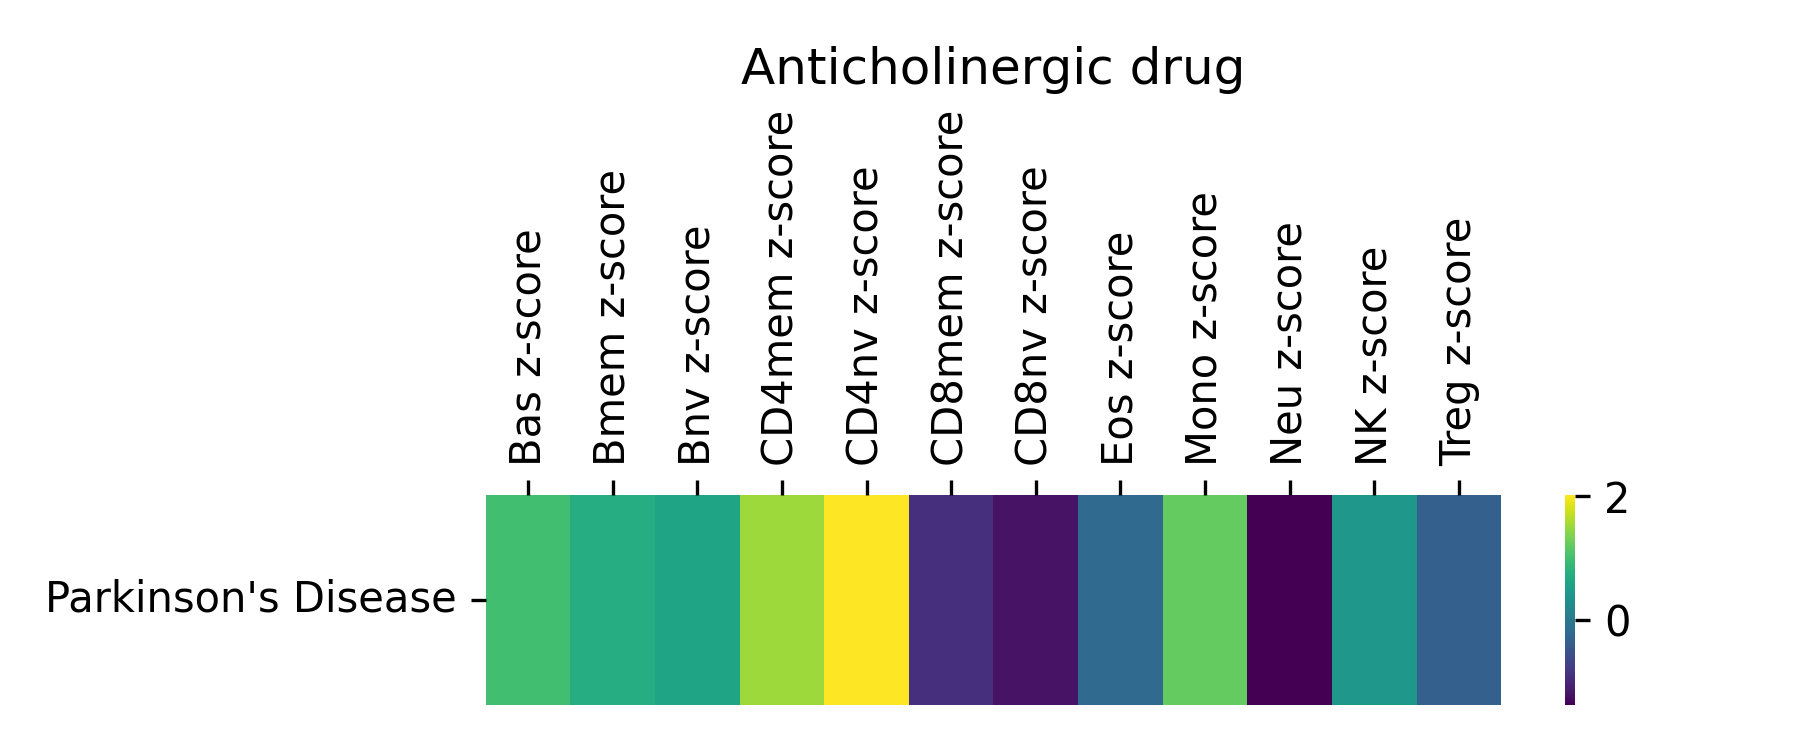 Anticholinergic drug
Bas z-score
Bmem z-score
Bnv z-score
CD4mem z-score
CD4nv z-score
CD8mem z-score
CD8nv z-score
Eos z-score
Mono z-score
Neu z-score
NK z-score
Treg z-score
Parkinson's Disease
2
0